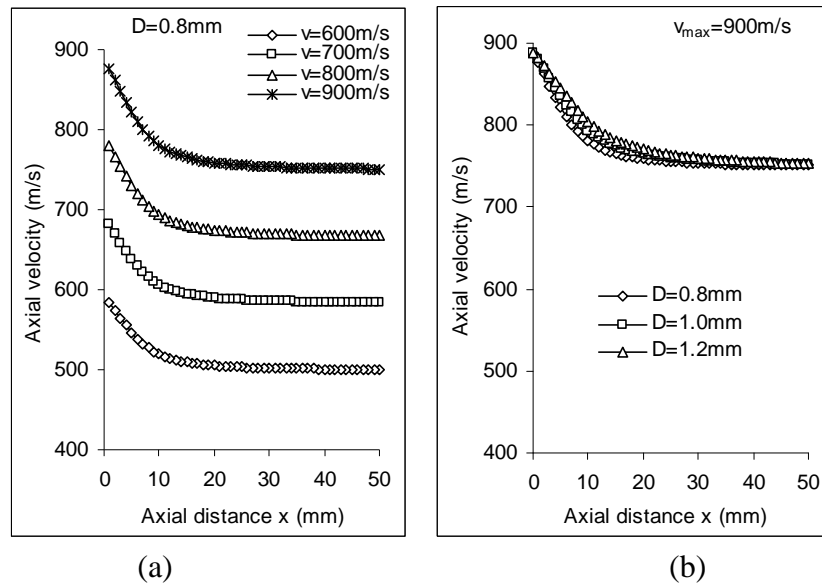 D=0.8mm
v=600m/s
v=700m/s
v=800m/s
v=900m/s
900
800
700
600
500
400
Axial velocity (m/s)
0 10 20 30 40 50
Axial distance x (mm)
(a)
vmax=900m/s
900
800
700
600
500
400
Axial velocity (m/s)
D=0.8mm
D=1.0mm
D=1.2mm
0 10 20 30 40 50
Axial distance x (mm)
(b)